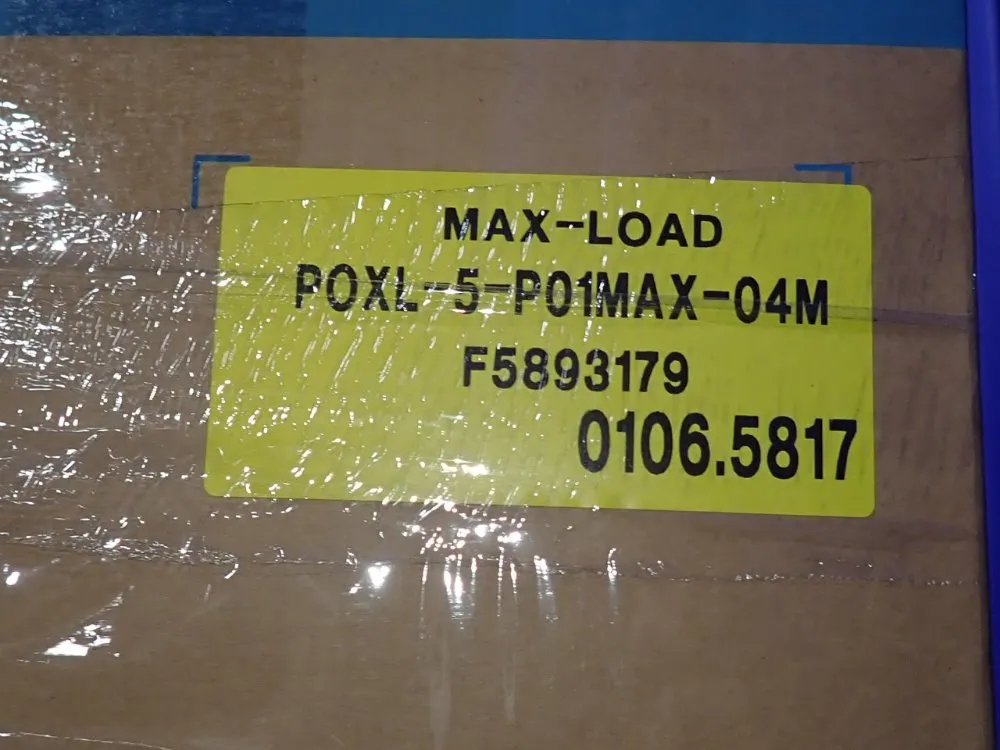 MAX-LOAD
POXL-5-P01MAX-04M
F5893179
0106.5817